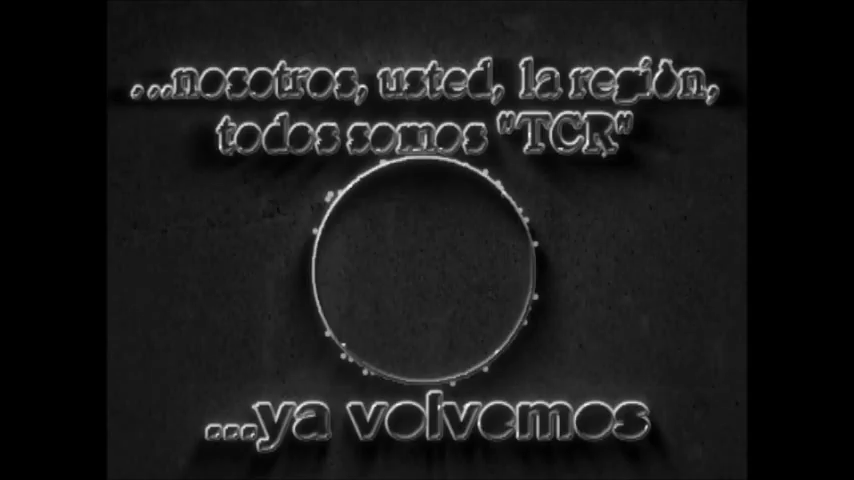 ...nosotros, usted, la región,
todos somos "TCR"
...ya volvemos